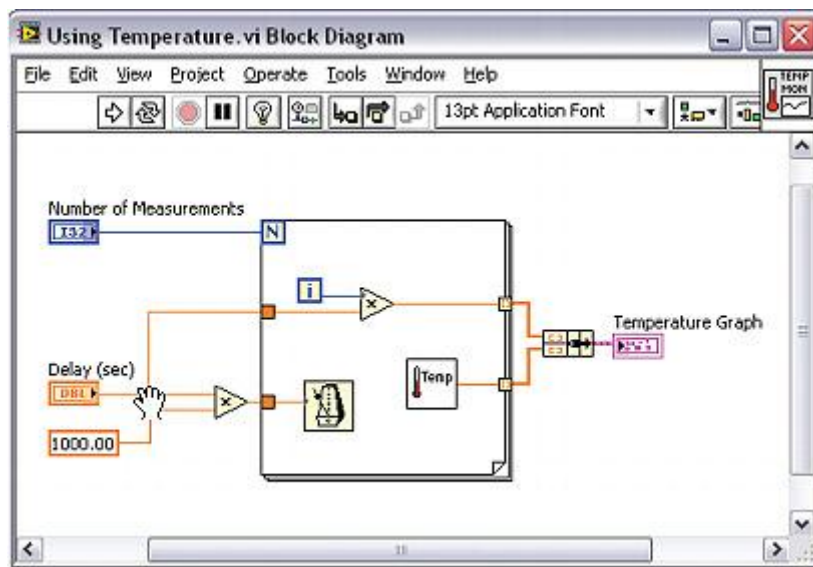 Using Temperature.vi Block Diagram
File Edit View Project Operate Tools Window Help
TEMP
MON
13pt Application Font
Number of Measurements
I32
N
i
×
Temperature Graph
Temp
Delay (sec)
DBL
×
1000.00